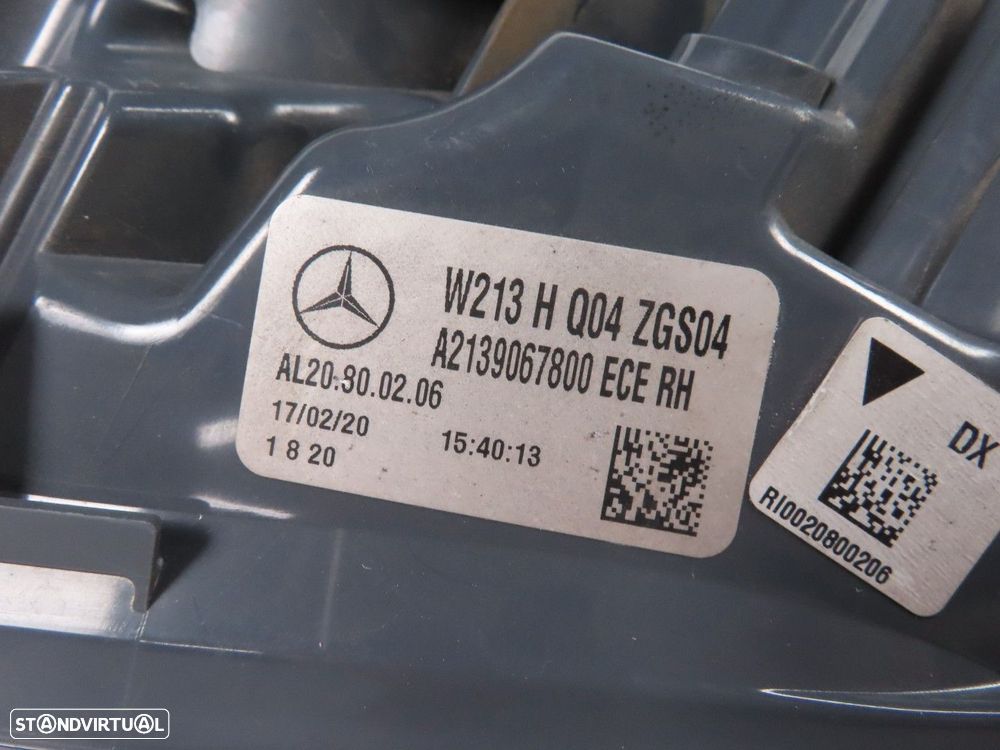 W213 H Q04 ZGS04
A2139067800 ECE RH
AL20.80.02.06
17/02/20 15:40:13
1 8 20
DX
RI0020800206
STANDVIRTUAL